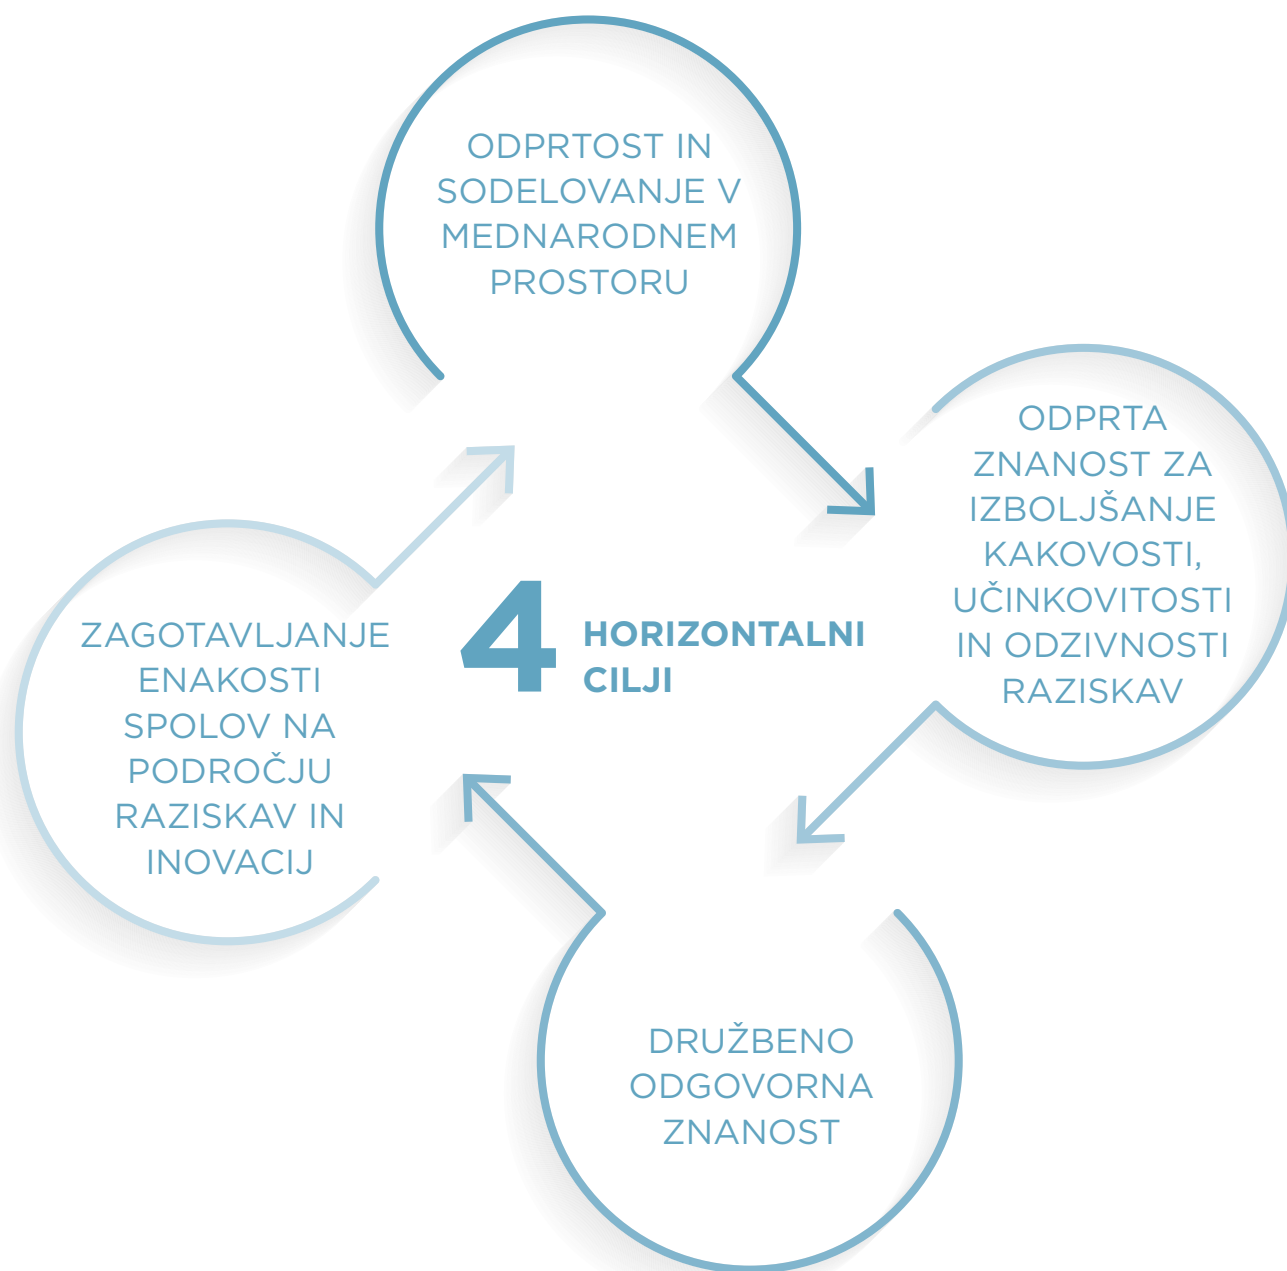 ODPRTOST IN
SODELOVANJE V
MEDNARODNEM
PROSTORU
ODPRTA
ZNANOST ZA
IZBOLJŠANJE
KAKOVOSTI,
UČINKOVITOSTI
IN ODZIVNOSTI
RAZISKAV
4 HORIZONTALNI
CILJI
ZAGOTAVLJANJE
ENAKOSTI
SPOLOV NA
PODROČJU
RAZISKAV IN
INOVACIJ
DRUŽBENO
ODGOVORNA
ZNANOST